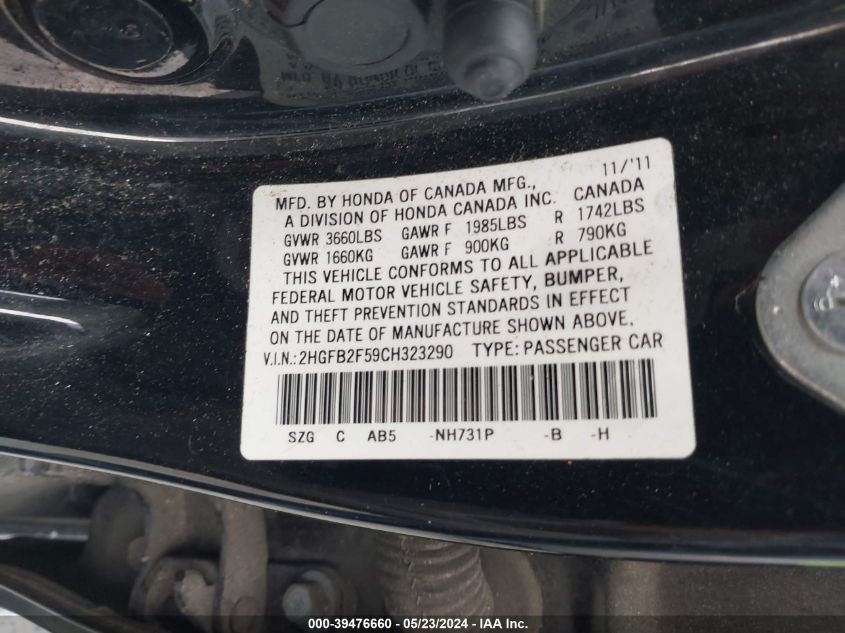 11/'11
MFD. BY HONDA OF CANADA MFG.,
A DIVISION OF HONDA CANADA INC. CANADA
GVWR 3660LBS GAWR F 1985LBS R 1742LBS
GVWR 1660KG GAWR F 900KG R 790KG
THIS VEHICLE CONFORMS TO ALL APPLICABLE
FEDERAL MOTOR VEHICLE SAFETY, BUMPER,
AND THEFT PREVENTION STANDARDS IN EFFECT
ON THE DATE OF MANUFACTURE SHOWN ABOVE.
V.I.N.:2HGFB2F59CH323290 TYPE:PASSENGER CAR
SZG C AB5 -NH731P -B -H
000-39476660 - 05/23/2024 - IAAI.COM